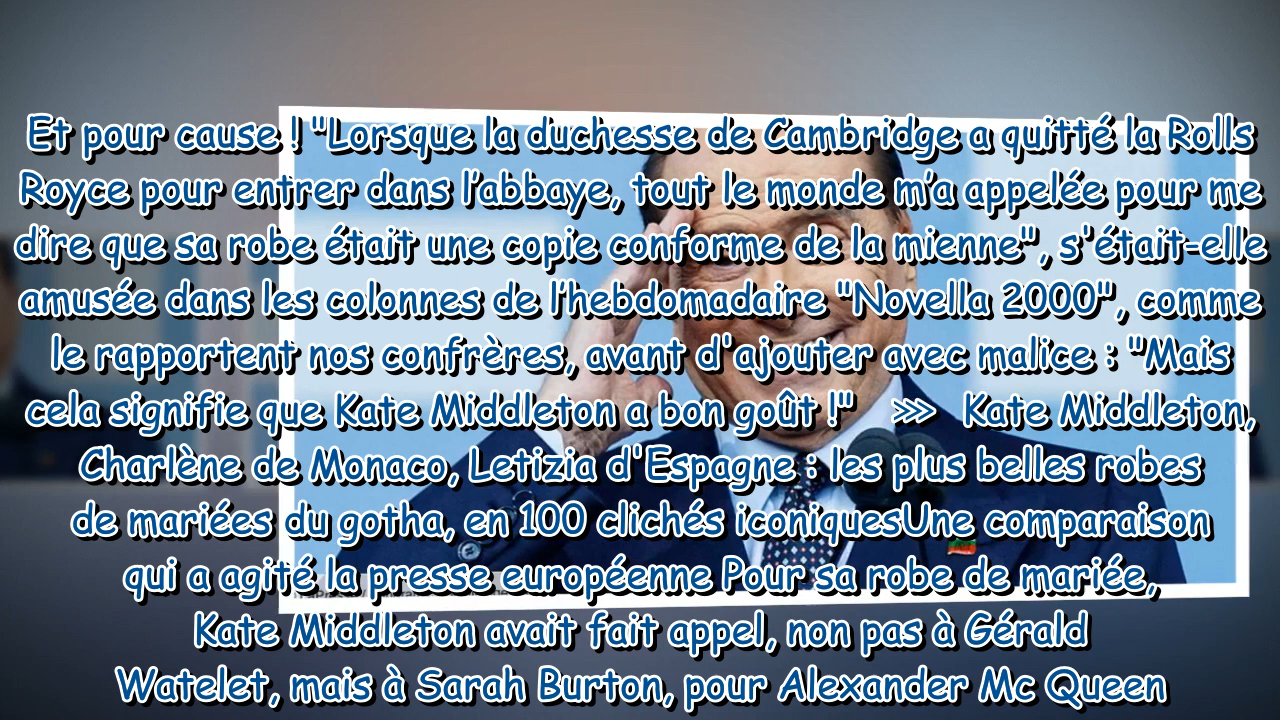 Et pour cause ! "Lorsque la duchesse de Cambridge a quitté la Rolls
Royce pour entrer dans l’abbaye, tout le monde m’a appelée pour me
dire que sa robe était une copie conforme de la mienne", s'était-elle
amusée dans les colonnes de l’hebdomadaire "Novella 2000", comme
le rapportent nos confrères, avant d'ajouter avec malice : "Mais
cela signifie que Kate Middleton a bon goût !" >> Kate Middleton,
Charlène de Monaco, Letizia d'Espagne : les plus belles robes
de mariées du gotha, en 100 clichés iconiquesUne comparaison
qui a agité la presse européenne Pour sa robe de mariée,
Kate Middleton avait fait appel, non pas à Gérald
Watelet, mais à Sarah Burton, pour Alexander Mc Queen